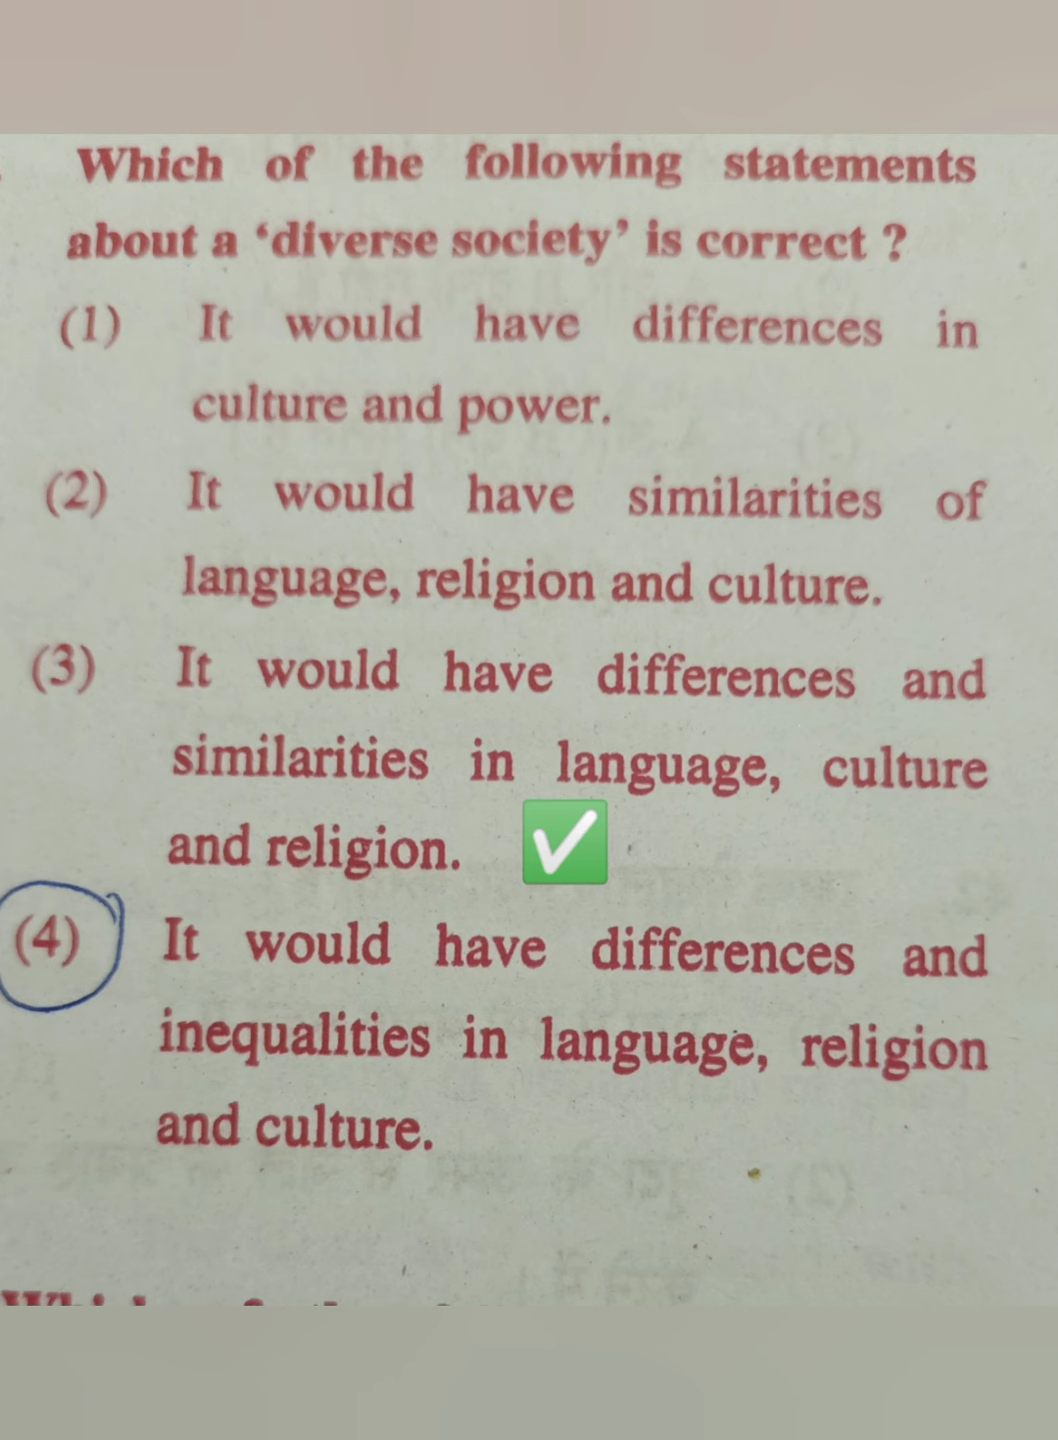 Which of the following statements
about a ‘diverse society’ is correct ?
(1) It would have differences in
culture and power.
(2) It would have similarities of
language, religion and culture.
(3) It would have differences and
similarities in language, culture
and religion.
(4) It would have differences and
inequalities in language, religion
and culture.